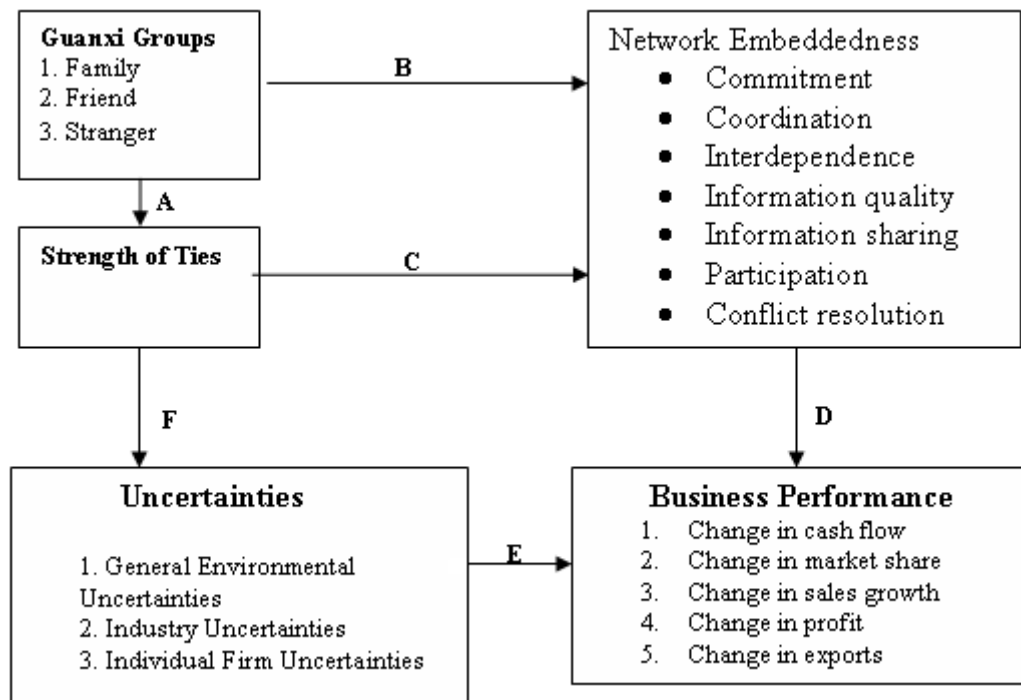 Guanxi Groups
1. Family
2. Friend
3. Stranger
B
Network Embeddedness
• Commitment
• Coordination
• Interdependence
• Information quality
• Information sharing
• Participation
• Conflict resolution
A
Strength of Ties
C
F
D
Uncertainties
1. General Environmental
Uncertainties
2. Industry Uncertainties
3. Individual Firm Uncertainties
E
Business Performance
1. Change in cash flow
2. Change in market share
3. Change in sales growth
4. Change in profit
5. Change in exports